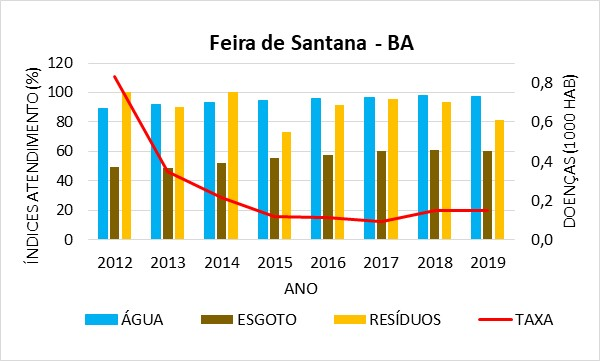 Feira de Santana - BA
ÍNDICES ATENDIMENTO (%)
120
100
80
60
40
20
0
0,8
0,6
0,4
0,2
0,0
DOENÇAS (1000 HAB)
2012 2013 2014 2015 2016 2017 2018 2019
ANO
ÁGUA ESGOTO RESÍDUOS TAXA